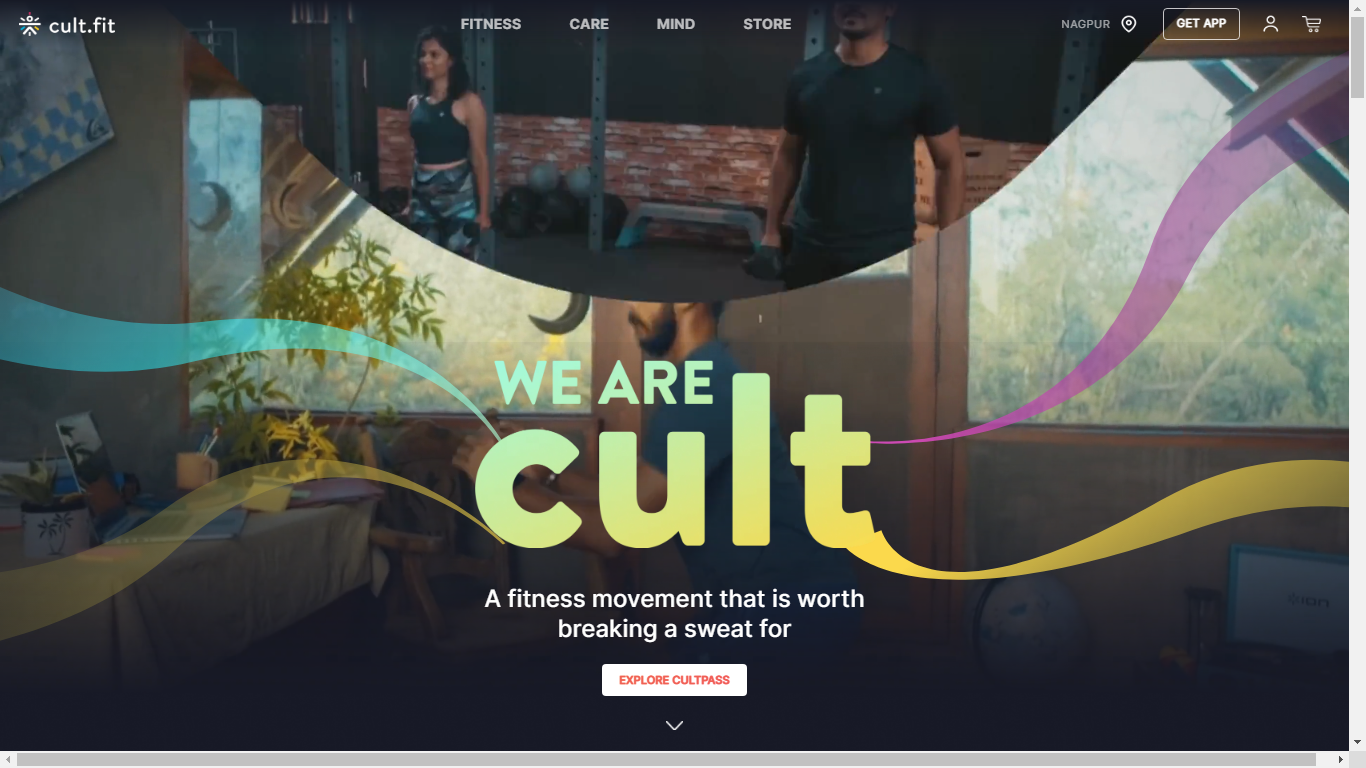 cult.fit
FITNESS
CARE
MIND
STORE
NAGPUR
GET APP
WE ARE
cult
A fitness movement that is worth
breaking a sweat for
EXPLORE CULTPASS